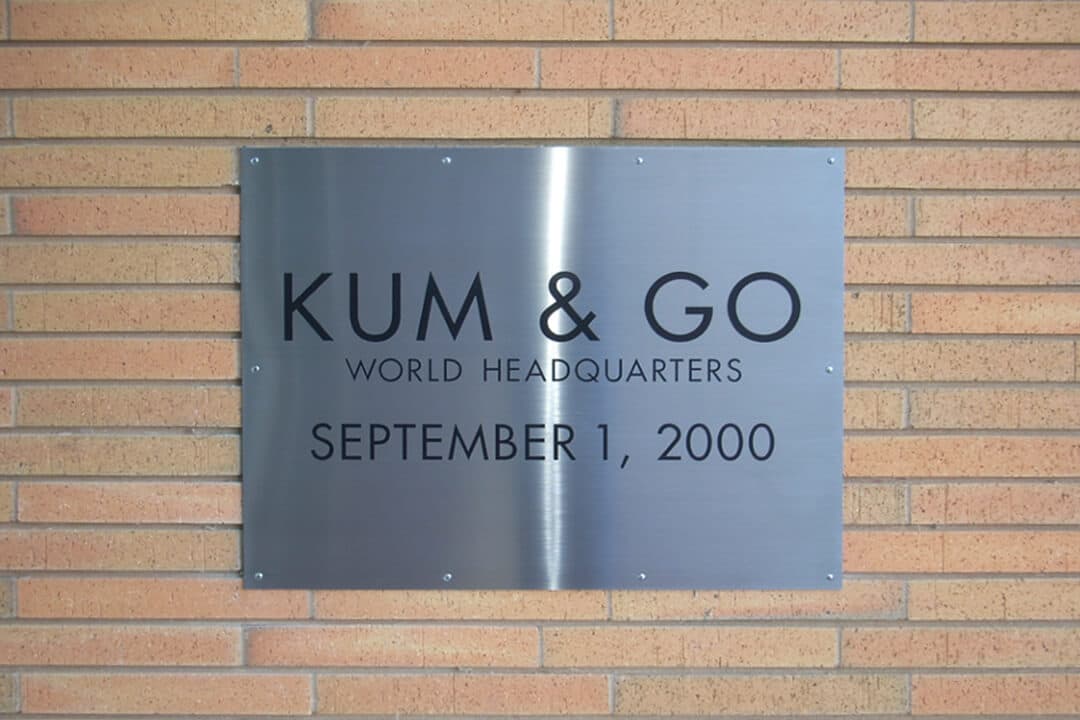 KUM & GO
WORLD HEADQUARTERS
SEPTEMBER 1, 2000